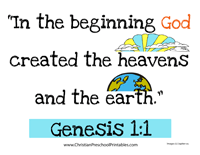 "In the beginning God
created the heavens
and the earth."
Genesis 1:1
www.ChristianPreschoolPrintables.com